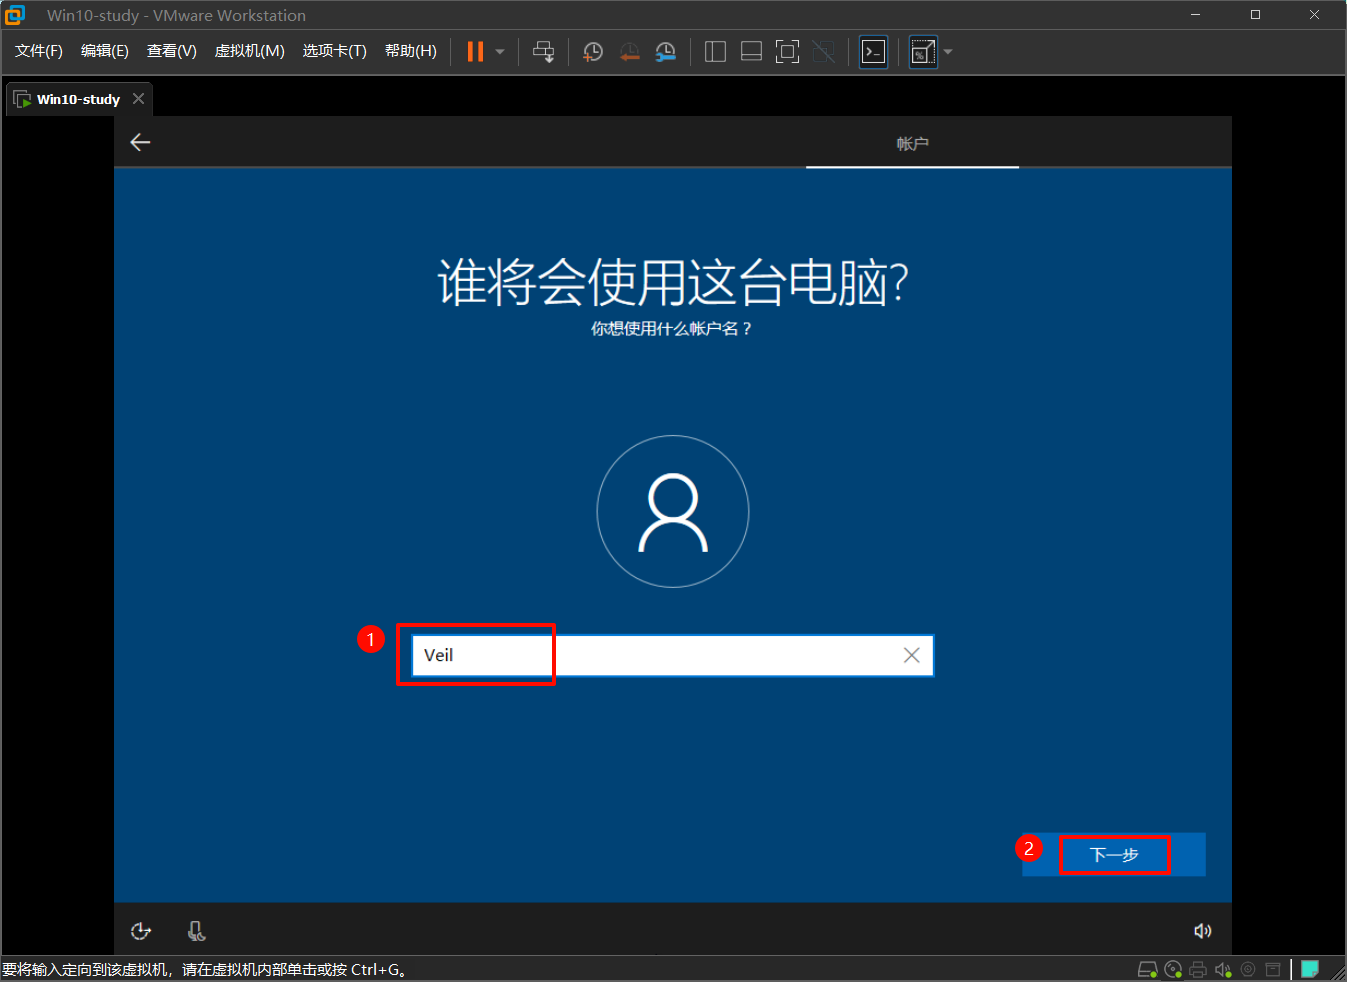 Win10-study - VMware Workstation
文件(F) 编辑(E) 查看(V) 虚拟机(M) 选项卡(T) 帮助(H)
Win10-study
帐户
谁将会使用这台电脑?
你想使用什么帐户名？
1
Veil
2
下一步
要将输入定向到该虚拟机，请在虚拟机内部单击或按 Ctrl+G。